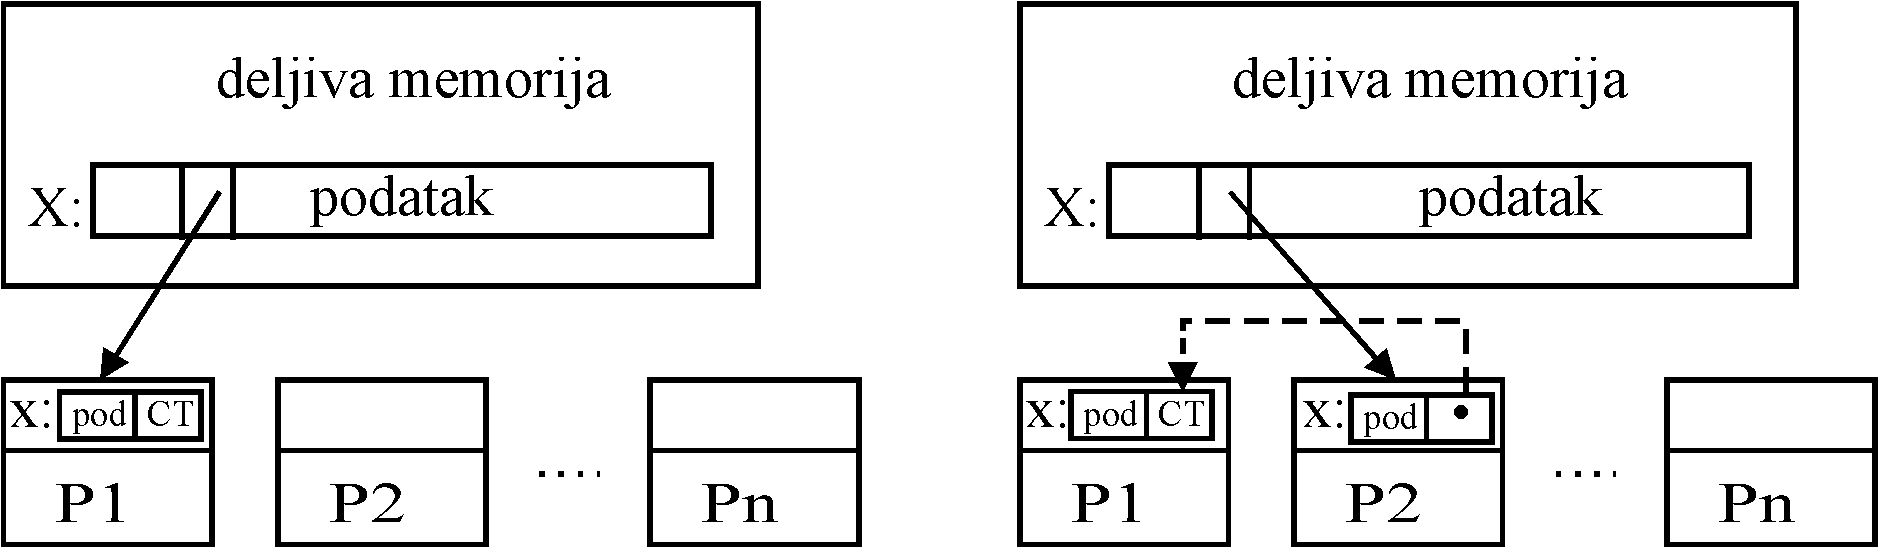 deljiva memorija
X: podatak
x: pod CT
P1 P2 .... Pn
deljiva memorija
X: podatak
x: pod CT x: pod
P1 P2 .... Pn